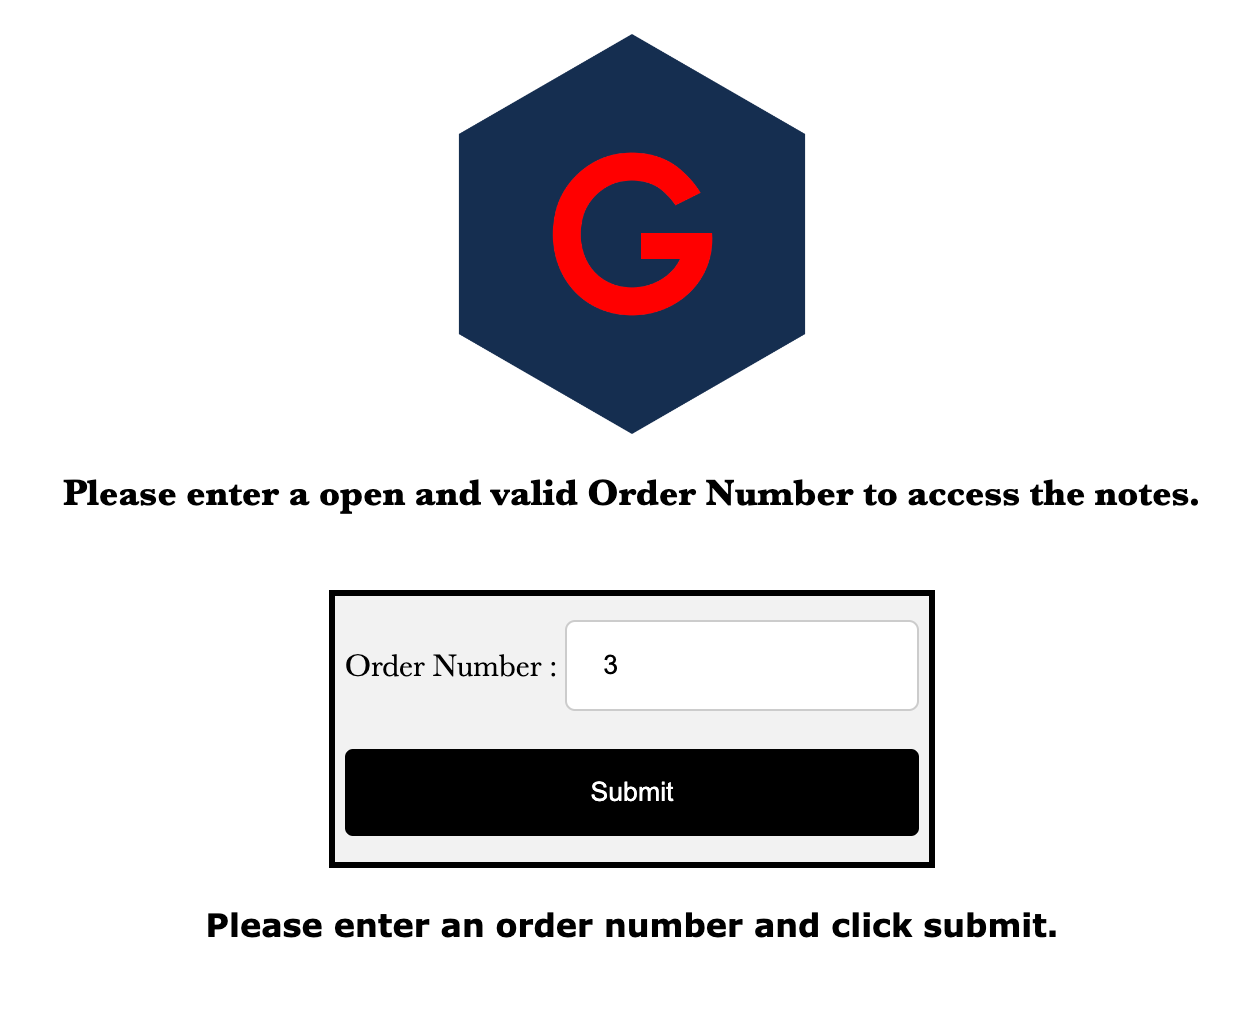 G
Please enter a open and valid Order Number to access the notes.
Order Number : 3
Submit
Please enter an order number and click submit.